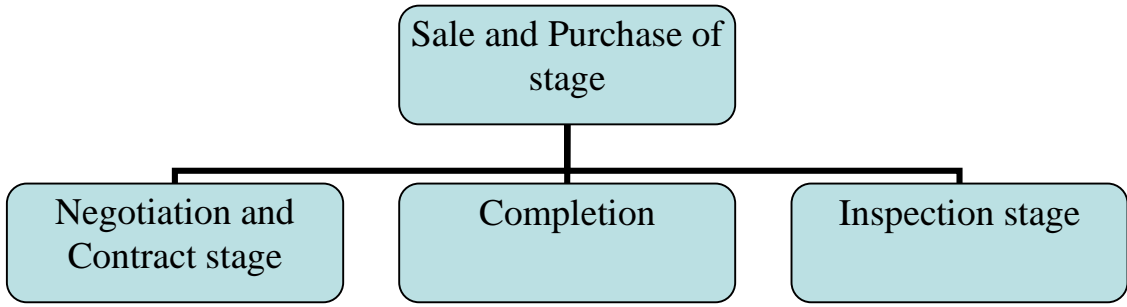 Sale and Purchase of
stage
Negotiation and
Contract stage
Completion
Inspection stage